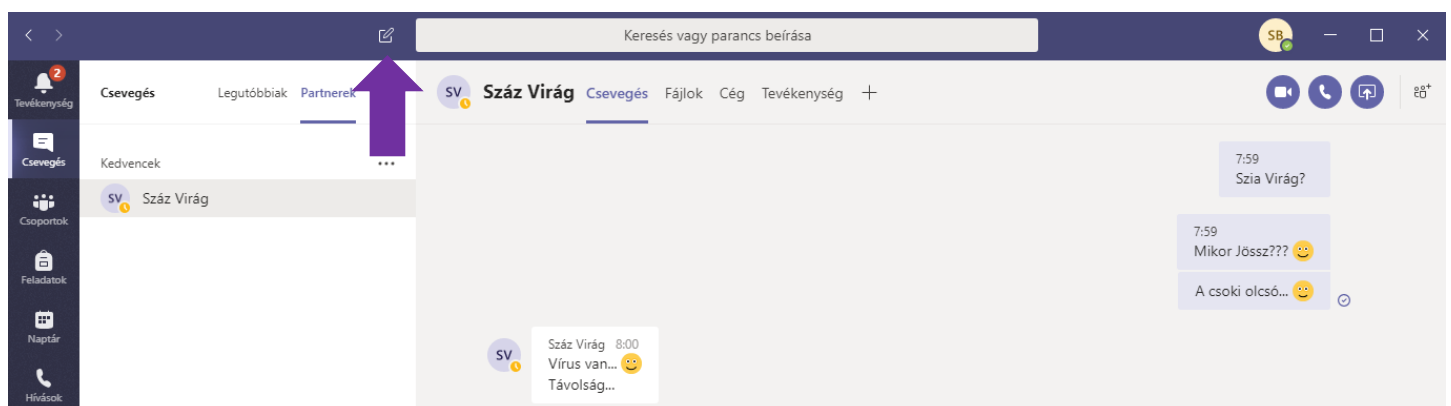 Keresés vagy parancs beírása
SB
2
Tevékenység
Csevegés
Legutóbbiak Partnerek
SV Száz Virág Csevegés Fájlok Cég Tevékenység
Csevegés
Kedvencek
SV Száz Virág
Csoportok
Feladatok
Naptár
Hívások
7:59
Szia Virág?
7:59
Mikor Jössz??? 🙂
A csoki olcsó... 🙂
SV
Száz Virág 8:00
Vírus van... 🙂
Távolság...